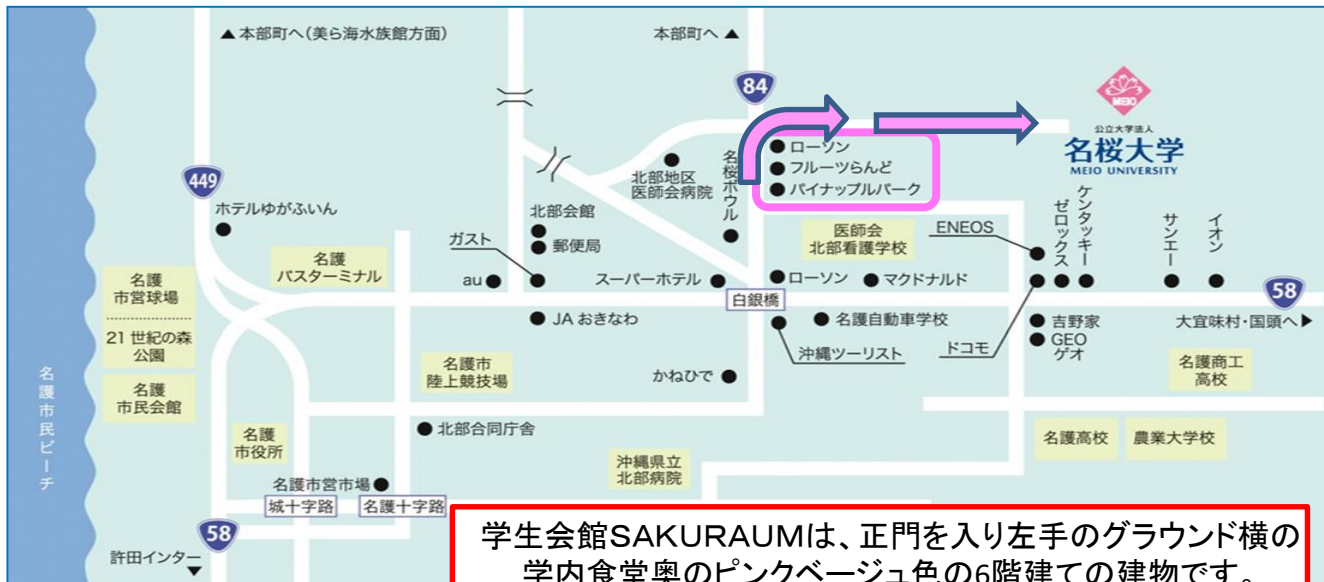 ▲本部町へ(美ら海水族館方面)
本部町へ▲
84
MEIO
公立大学法人
名桜大学
MEIO UNIVERSITY
ローソン
フルーツらんど
パイナップルパーク
北部地区
医師会病院
名桜ボウル
449
ホテルゆがふいん
北部会館
郵便局
ガスト
名護
バスターミナル
au
スーパーホテル
白銀橋
医師会
北部看護学校
ENEOS
ゼロックス
ケンタッキー
サンエー
イオン
ローソン
マクドナルド
58
名護
市営球場
21世紀の森
公園
名護
市民会館
JAおきなわ
名護自動車学校
沖縄ツーリスト
ドコモ
吉野家
GEO
ゲオ
大宜味村・国頭へ▶
名護商工
高校
名護市民ビーチ
名護市
陸上競技場
かねひで
北部合同庁舎
名護
市役所
名護高校
農業大学校
沖縄県立
北部病院
名護市営市場
城十字路
名護十字路
58
許田インター
▼
学生会館SAKURAUMは、正門を入り左手のグラウンド横の
学内食堂奥のピンクベージュ色の6階建ての建物です。